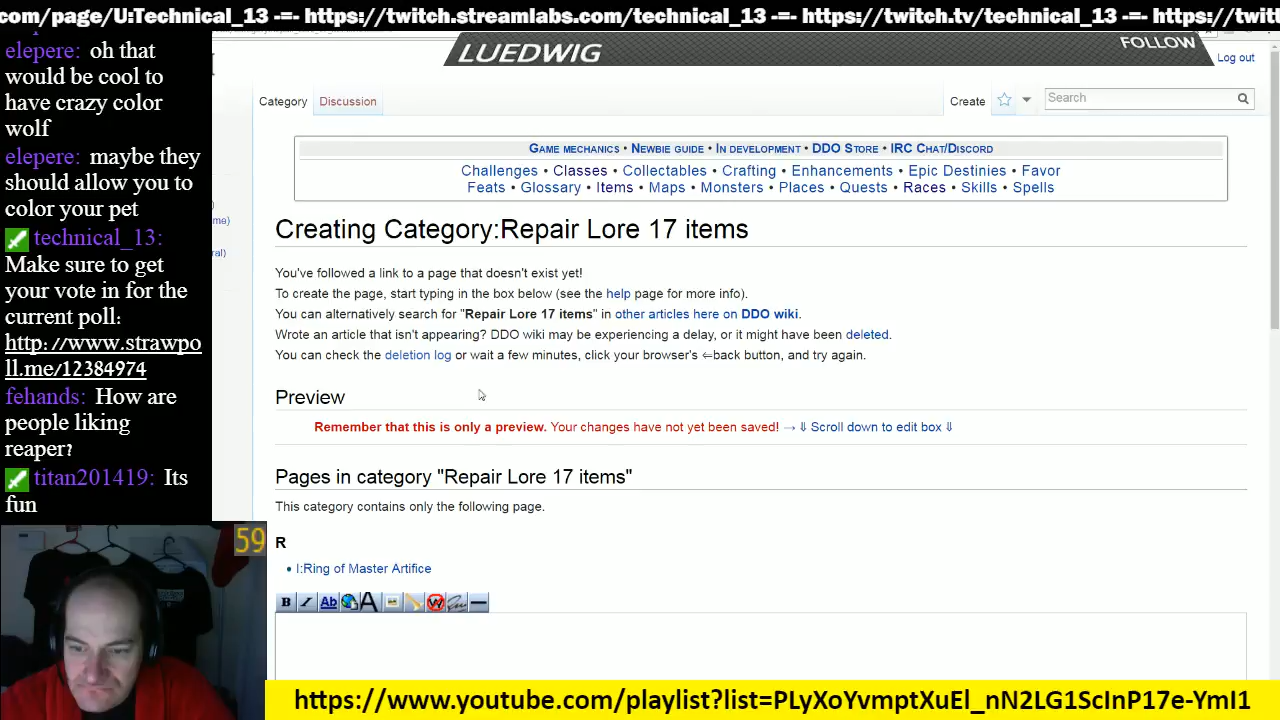 com/page/U:Technical_13 -=- https://twitch.streamlabs.com/technical_13 -=- https://twitch.tv/technical_13 -=- https://twit
LUEDWIG
FOLLOW
Log out
elepere: oh that
would be cool to
have crazy color
wolf
elepere: maybe they
should allow you to
color your pet
technical_13:
Make sure to get
your vote in for the
current poll:
http://www.strawpo
ll.me/12384974
fehands: How are
people liking
reaper?
titan201419: Its
fun
59
Category
Discussion
Create
Search
Game mechanics • Newbie guide • In development • DDO Store • IRC Chat/Discord
Challenges • Classes • Collectables • Crafting • Enhancements • Epic Destinies • Favor
Feats • Glossary • Items • Maps • Monsters • Places • Quests • Races • Skills • Spells
Creating Category:Repair Lore 17 items
You've followed a link to a page that doesn't exist yet!
To create the page, start typing in the box below (see the help page for more info).
You can alternatively search for "Repair Lore 17 items" in other articles here on DDO wiki.
Wrote an article that isn't appearing? DDO wiki may be experiencing a delay, or it might have been deleted.
You can check the deletion log or wait a few minutes, click your browser's ⇐back button, and try again.
Preview
Remember that this is only a preview. Your changes have not yet been saved! → ⇓ Scroll down to edit box ⇓
Pages in category "Repair Lore 17 items"
This category contains only the following page.
R
• I:Ring of Master Artifice
B I Ab A W
https://www.youtube.com/playlist?list=PLyXoYvmptXuEl_nN2LG1ScInP17e-YmI1